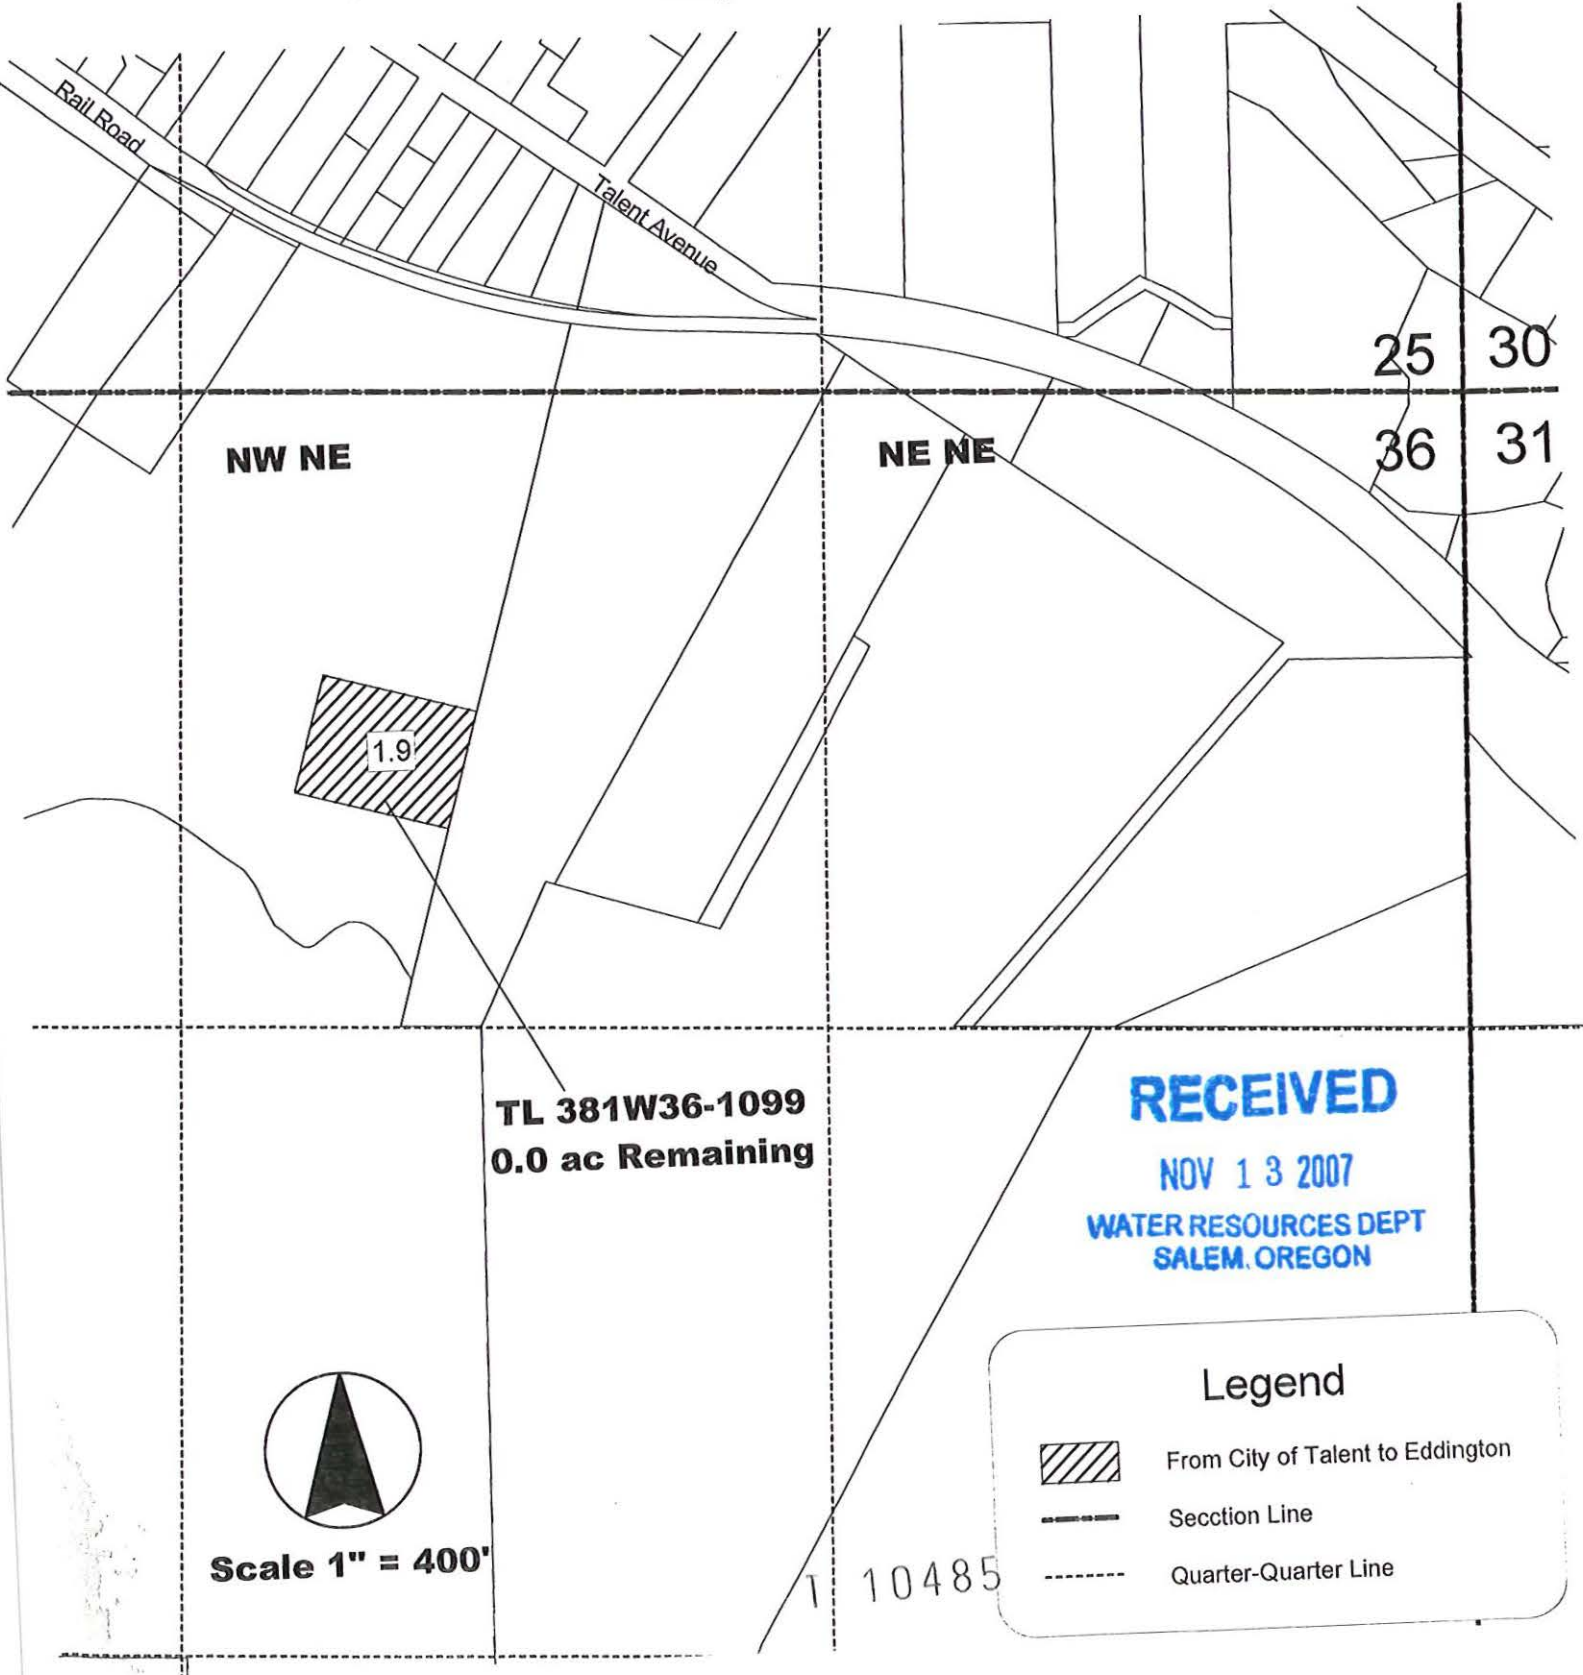 Rail Road
Talent Avenue
25 30
36 31
NW NE
NE NE
1.9
TL 381W36-1099
0.0 ac Remaining
RECEIVED
NOV 13 2007
WATER RESOURCES DEPT
SALEM, OREGON
Legend
From City of Talent to Eddington
Secction Line
Quarter-Quarter Line
Scale 1" = 400'
T 10485